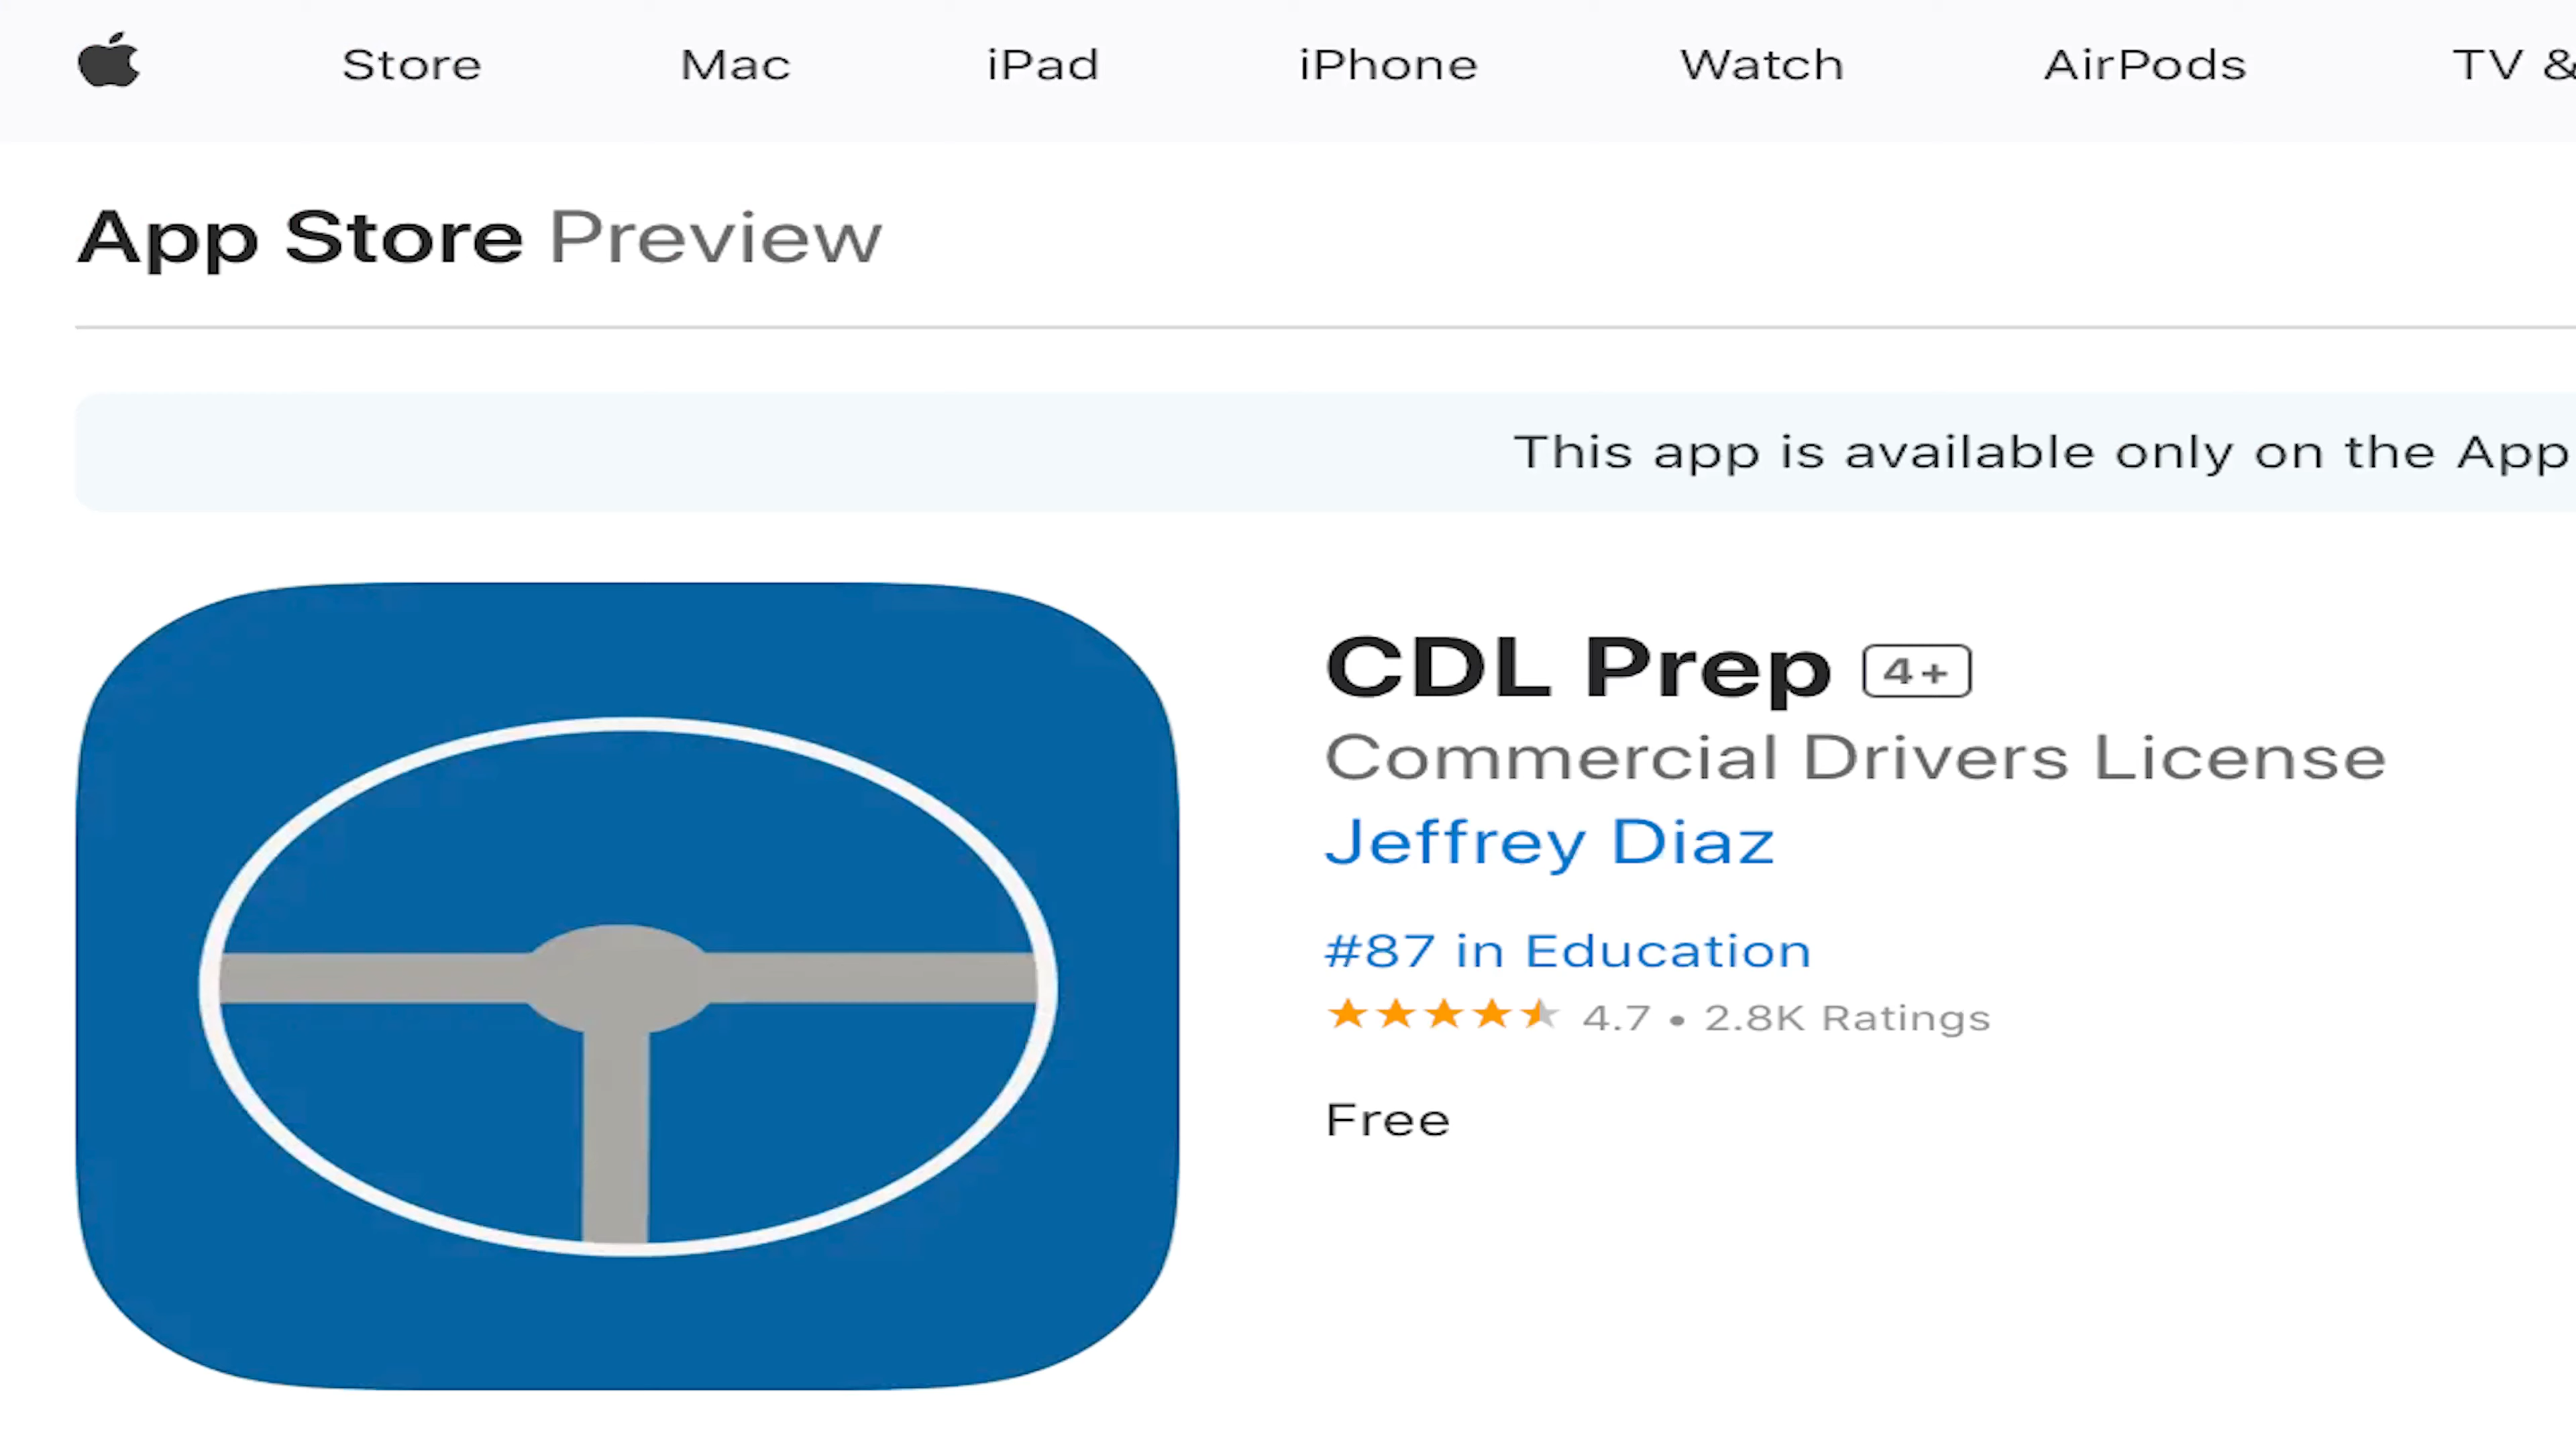 Store Mac iPad iPhone Watch AirPods TV &
App Store Preview
This app is available only on the App
CDL Prep 4+
Commercial Drivers License
Jeffrey Diaz
#87 in Education
4.7 • 2.8K Ratings
Free